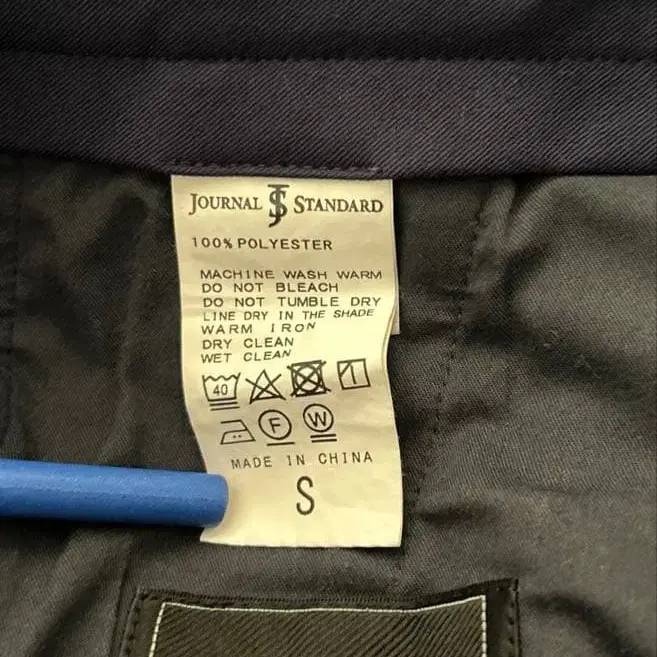 JOURNAL JS STANDARD
100% POLYESTER
MACHINE WASH WARM
DO NOT BLEACH
DO NOT TUMBLE DRY
LINE DRY IN THE SHADE
WARM IRON
DRY CLEAN
WET CLEAN
40
F W
MADE IN CHINA
S